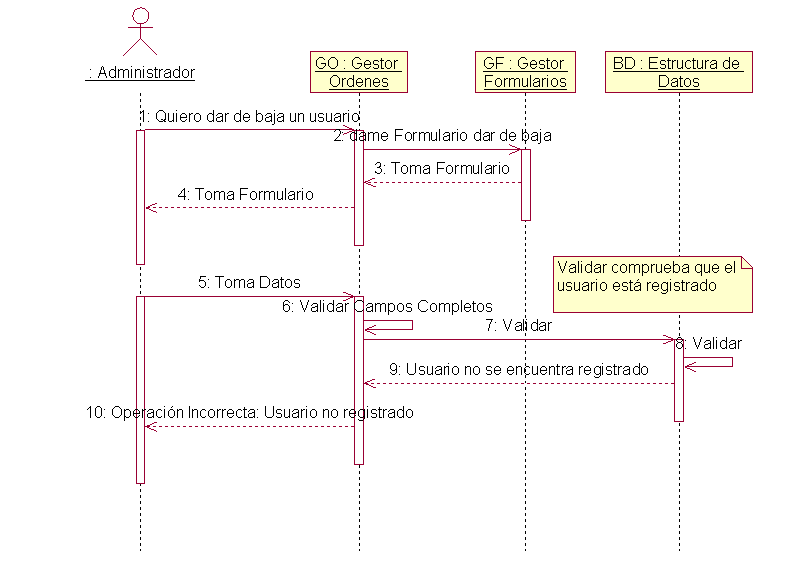 : Administrador
GO : Gestor
Ordenes
GF : Gestor
Formularios
BD : Estructura de
Datos
1: Quiero dar de baja un usuario
2: dame Formulario dar de baja
3: Toma Formulario
4: Toma Formulario
Validar comprueba que el
usuario está registrado
5: Toma Datos
6: Validar Campos Completos
7: Validar
8: Validar
9: Usuario no se encuentra registrado
10: Operación Incorrecta: Usuario no registrado